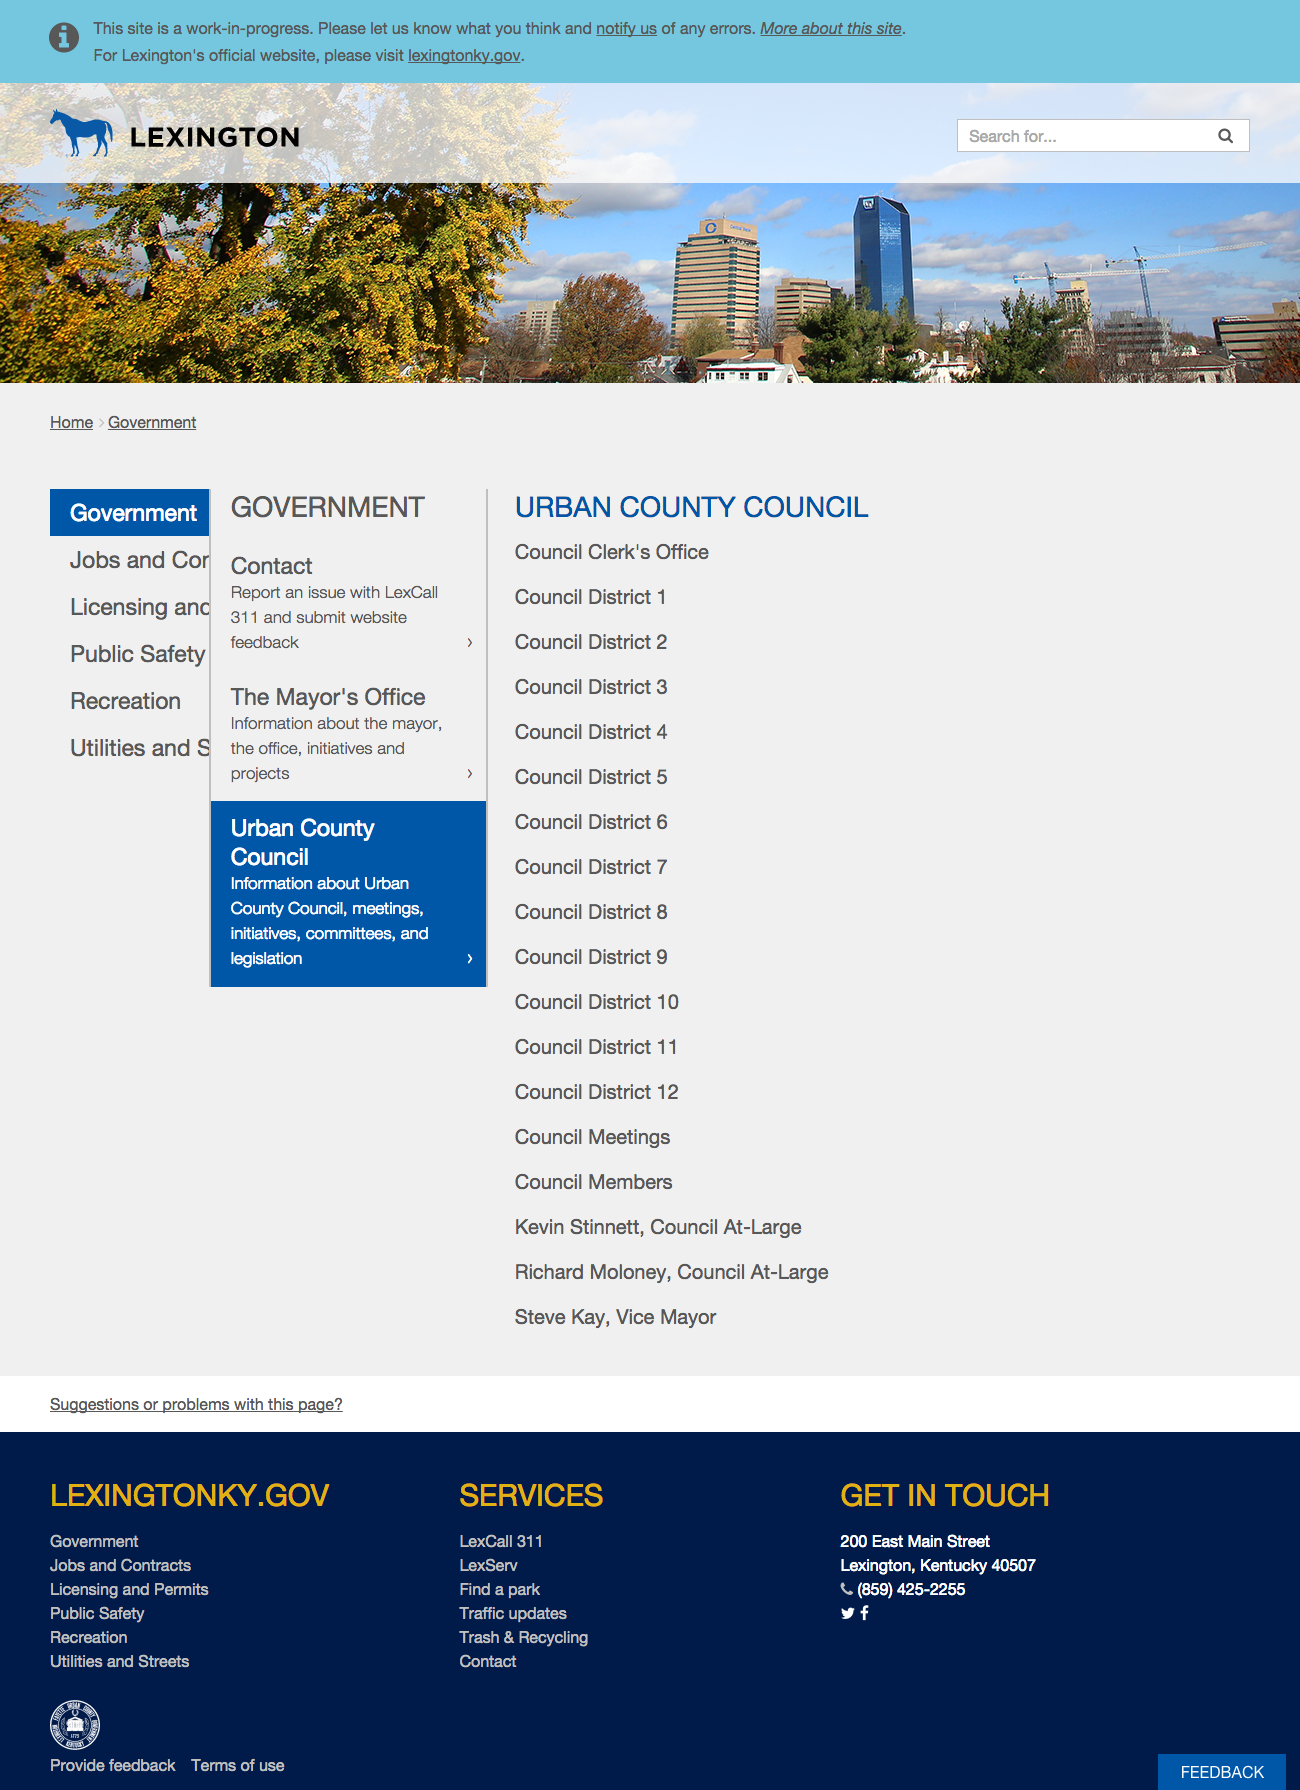 This site is a work-in-progress. Please let us know what you think and notify us of any errors. More about this site.
For Lexington's official website, please visit lexingtonky.gov.
LEXINGTON
Search for...
Home › Government
Government
Jobs and Cor
Licensing and
Public Safety
Recreation
Utilities and S
GOVERNMENT
Contact
Report an issue with LexCall
311 and submit website
feedback ›
The Mayor's Office
Information about the mayor,
the office, initiatives and
projects ›
Urban County
Council
Information about Urban
County Council, meetings,
initiatives, committees, and
legislation ›
URBAN COUNTY COUNCIL
Council Clerk's Office
Council District 1
Council District 2
Council District 3
Council District 4
Council District 5
Council District 6
Council District 7
Council District 8
Council District 9
Council District 10
Council District 11
Council District 12
Council Meetings
Council Members
Kevin Stinnett, Council At-Large
Richard Moloney, Council At-Large
Steve Kay, Vice Mayor
Suggestions or problems with this page?
LEXINGTONKY.GOV
Government
Jobs and Contracts
Licensing and Permits
Public Safety
Recreation
Utilities and Streets
SERVICES
LexCall 311
LexServ
Find a park
Traffic updates
Trash & Recycling
Contact
GET IN TOUCH
200 East Main Street
Lexington, Kentucky 40507
(859) 425-2255
Provide feedback Terms of use
FEEDBACK